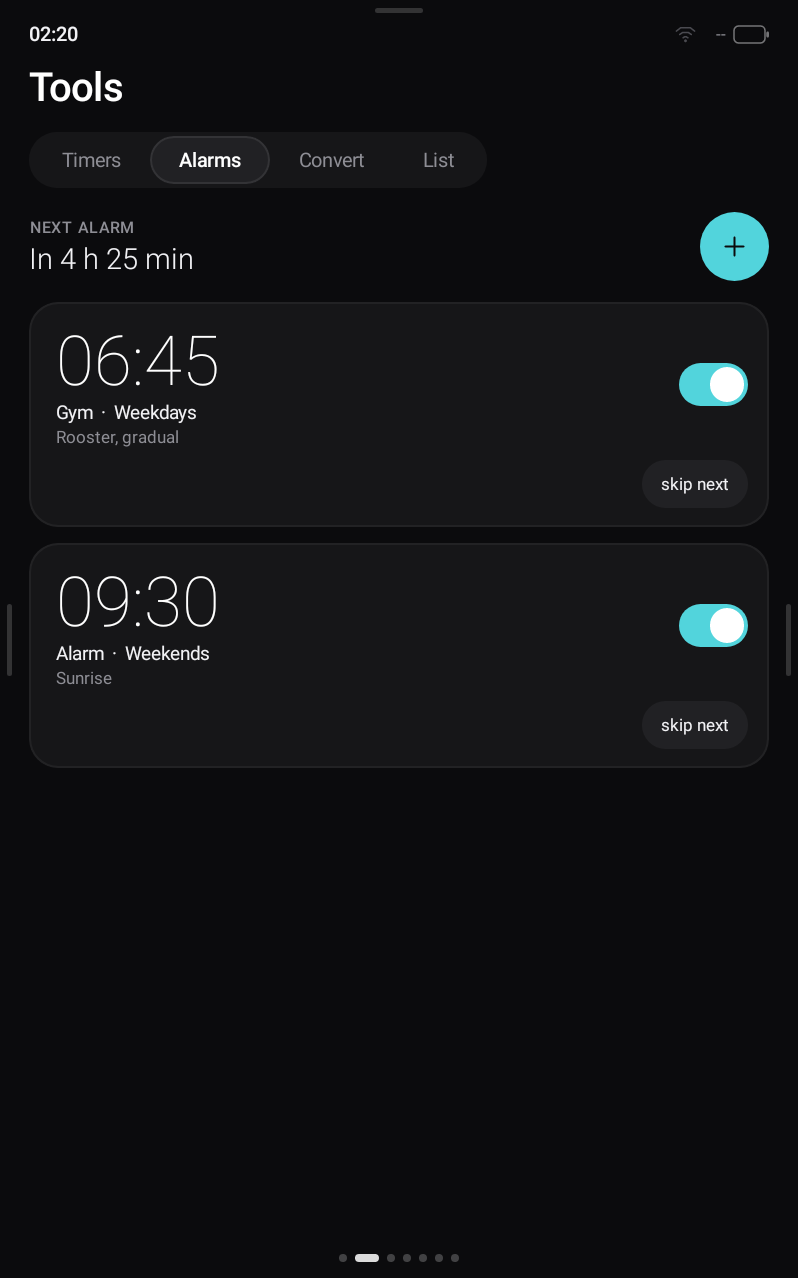 02:20
--
Tools
Timers Alarms Convert List
NEXT ALARM
In 4 h 25 min
06:45
Gym · Weekdays
Rooster, gradual
skip next
09:30
Alarm · Weekends
Sunrise
skip next